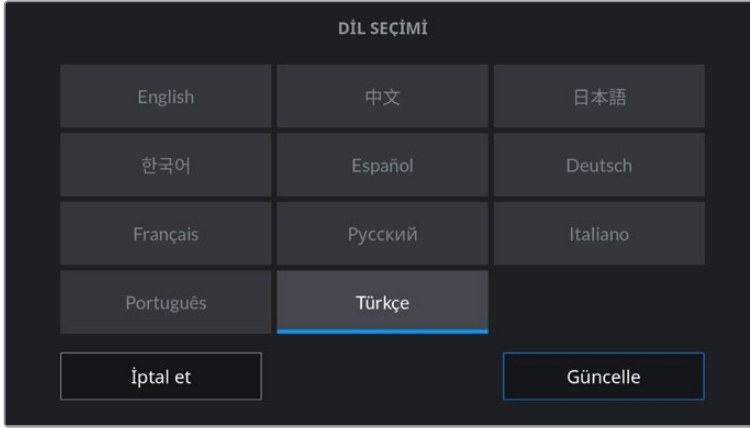 DİL SEÇİMİ
English 中文 日本語
한국어 Español Deutsch
Français Русский Italiano
Português Türkçe
İptal et Güncelle